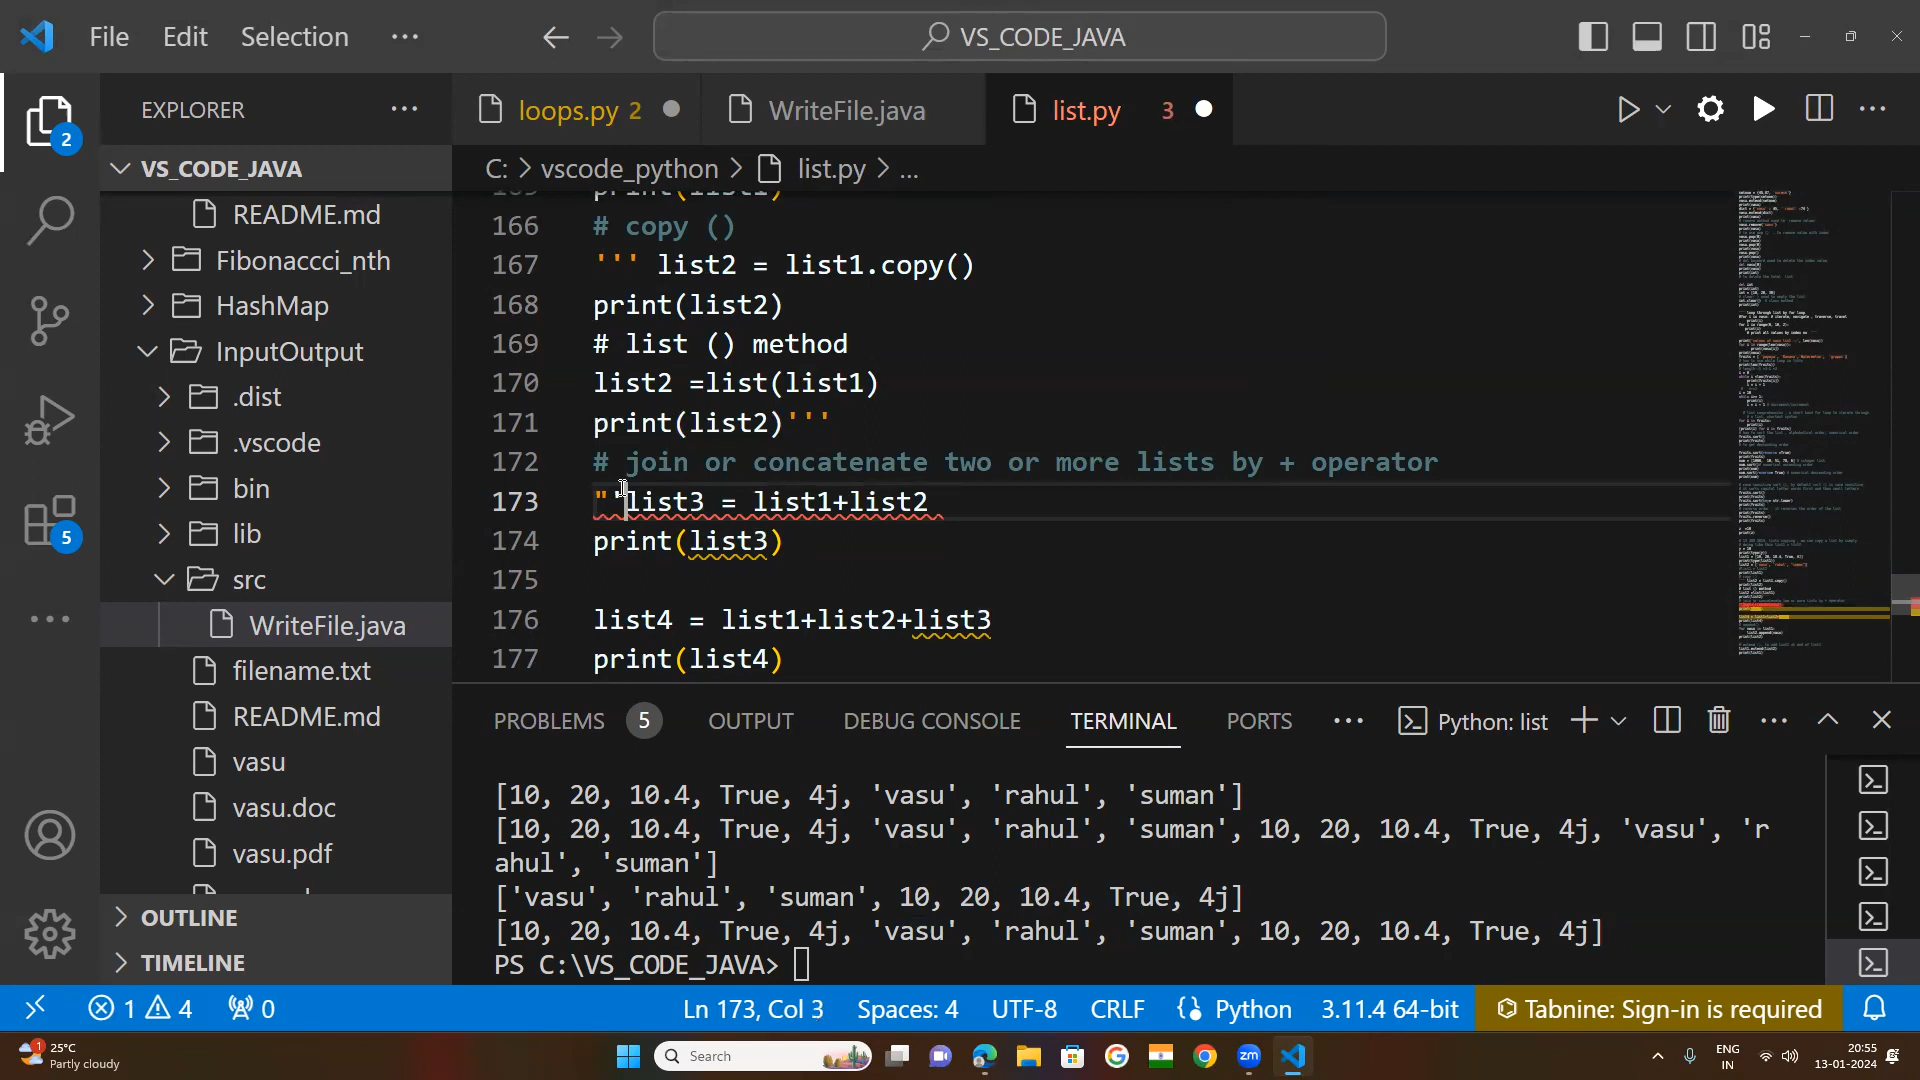 File Edit Selection ··· VS_CODE_JAVA
EXPLORER ···
loops.py 2 WriteFile.java list.py 3
VS_CODE_JAVA
C: > vscode_python > list.py > ...
README.md
Fibonaccci_nth
HashMap
InputOutput
.dist
.vscode
bin
lib
src
WriteFile.java
filename.txt
README.md
vasu
vasu.doc
vasu.pdf
OUTLINE
TIMELINE
2
5
print(list1)
166 # copy ()
167 ''' list2 = list1.copy()
168 print(list2)
169 # list () method
170 list2 =list(list1)
171 print(list2)'''
172 # join or concatenate two or more lists by + operator
173 "'list3 = list1+list2
174 print(list3)
175
176 list4 = list1+list2+list3
177 print(list4)
PROBLEMS 5 OUTPUT DEBUG CONSOLE TERMINAL PORTS ··· Python: list
[10, 20, 10.4, True, 4j, 'vasu', 'rahul', 'suman']
[10, 20, 10.4, True, 4j, 'vasu', 'rahul', 'suman', 10, 20, 10.4, True, 4j, 'vasu', 'r
ahul', 'suman']
['vasu', 'rahul', 'suman', 10, 20, 10.4, True, 4j]
[10, 20, 10.4, True, 4j, 'vasu', 'rahul', 'suman', 10, 20, 10.4, True, 4j]
PS C:\VS_CODE_JAVA>
1 4 0 Ln 173, Col 3 Spaces: 4 UTF-8 CRLF Python 3.11.4 64-bit Tabnine: Sign-in is required
1 25°C
Partly cloudy
Search
zm
ENG
IN
20:55
13-01-2024